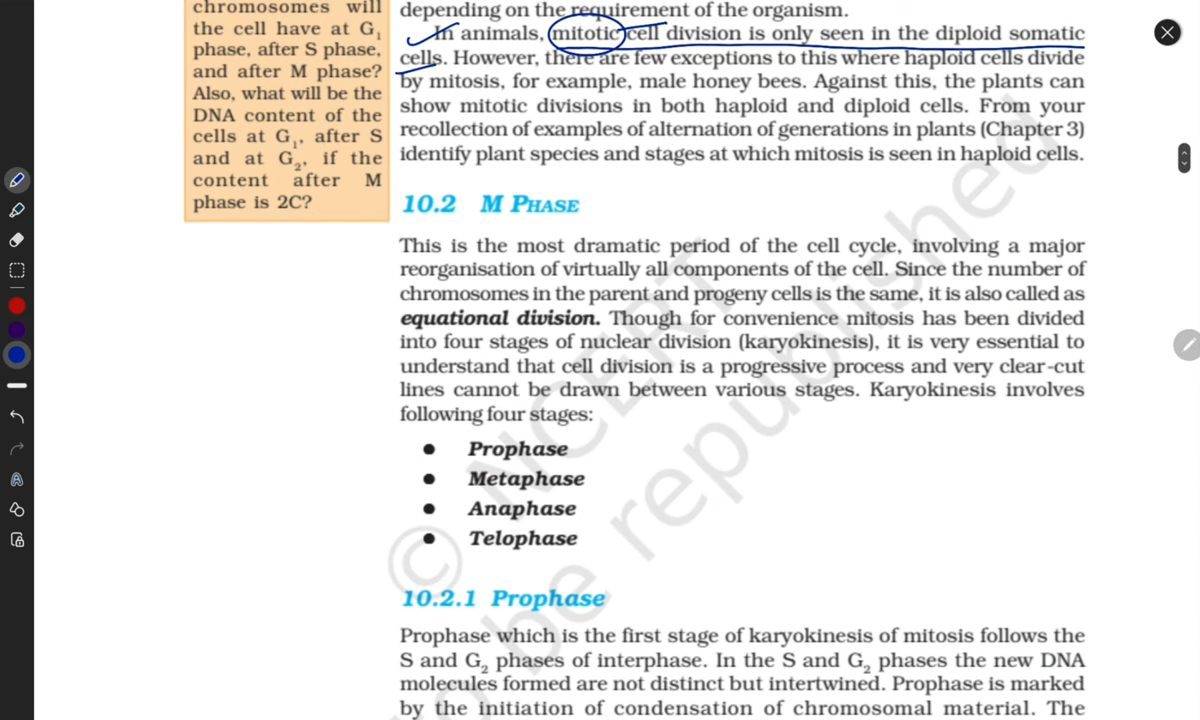 chromosomes will
the cell have at G1
phase, after S phase,
and after M phase?
Also, what will be the
DNA content of the
cells at G1, after S
and at G2, if the
content after M
phase is 2C?
depending on the requirement of the organism.
In animals, mitotic cell division is only seen in the diploid somatic
cells. However, there are few exceptions to this where haploid cells divide
by mitosis, for example, male honey bees. Against this, the plants can
show mitotic divisions in both haploid and diploid cells. From your
recollection of examples of alternation of generations in plants (Chapter 3)
identify plant species and stages at which mitosis is seen in haploid cells.
10.2 M PHASE
This is the most dramatic period of the cell cycle, involving a major
reorganisation of virtually all components of the cell. Since the number of
chromosomes in the parent and progeny cells is the same, it is also called as
equational division. Though for convenience mitosis has been divided
into four stages of nuclear division (karyokinesis), it is very essential to
understand that cell division is a progressive process and very clear-cut
lines cannot be drawn between various stages. Karyokinesis involves
following four stages:
● Prophase
● Metaphase
● Anaphase
● Telophase
10.2.1 Prophase
Prophase which is the first stage of karyokinesis of mitosis follows the
S and G2 phases of interphase. In the S and G2 phases the new DNA
molecules formed are not distinct but intertwined. Prophase is marked
by the initiation of condensation of chromosomal material. The
© NCERT
be republished